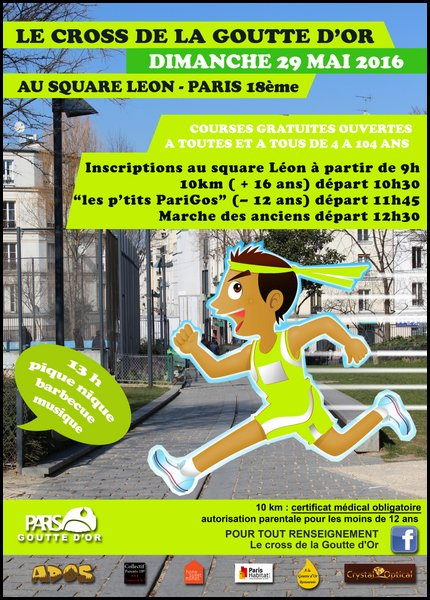 LE CROSS DE LA GOUTTE D'OR
DIMANCHE 29 MAI 2016
AU SQUARE LEON - PARIS 18ème
COURSES GRATUITES OUVERTES
A TOUTES ET A TOUS DE 4 A 104 ANS
Inscriptions au square Léon à partir de 9h
10km ( + 16 ans) départ 10h30
“les p'tits PariGos” (– 12 ans) départ 11h45
Marche des anciens départ 12h30
13 h
pique nique
barbecue
musique
10 km : certificat médical obligatoire
autorisation parentale pour les moins de 12 ans
PARIS
GOUTTE D'OR
POUR TOUT RENSEIGNEMENT
Le cross de la Goutte d'Or
f
ADOS
Collectif
Paris
Habitat
Crystal Optical